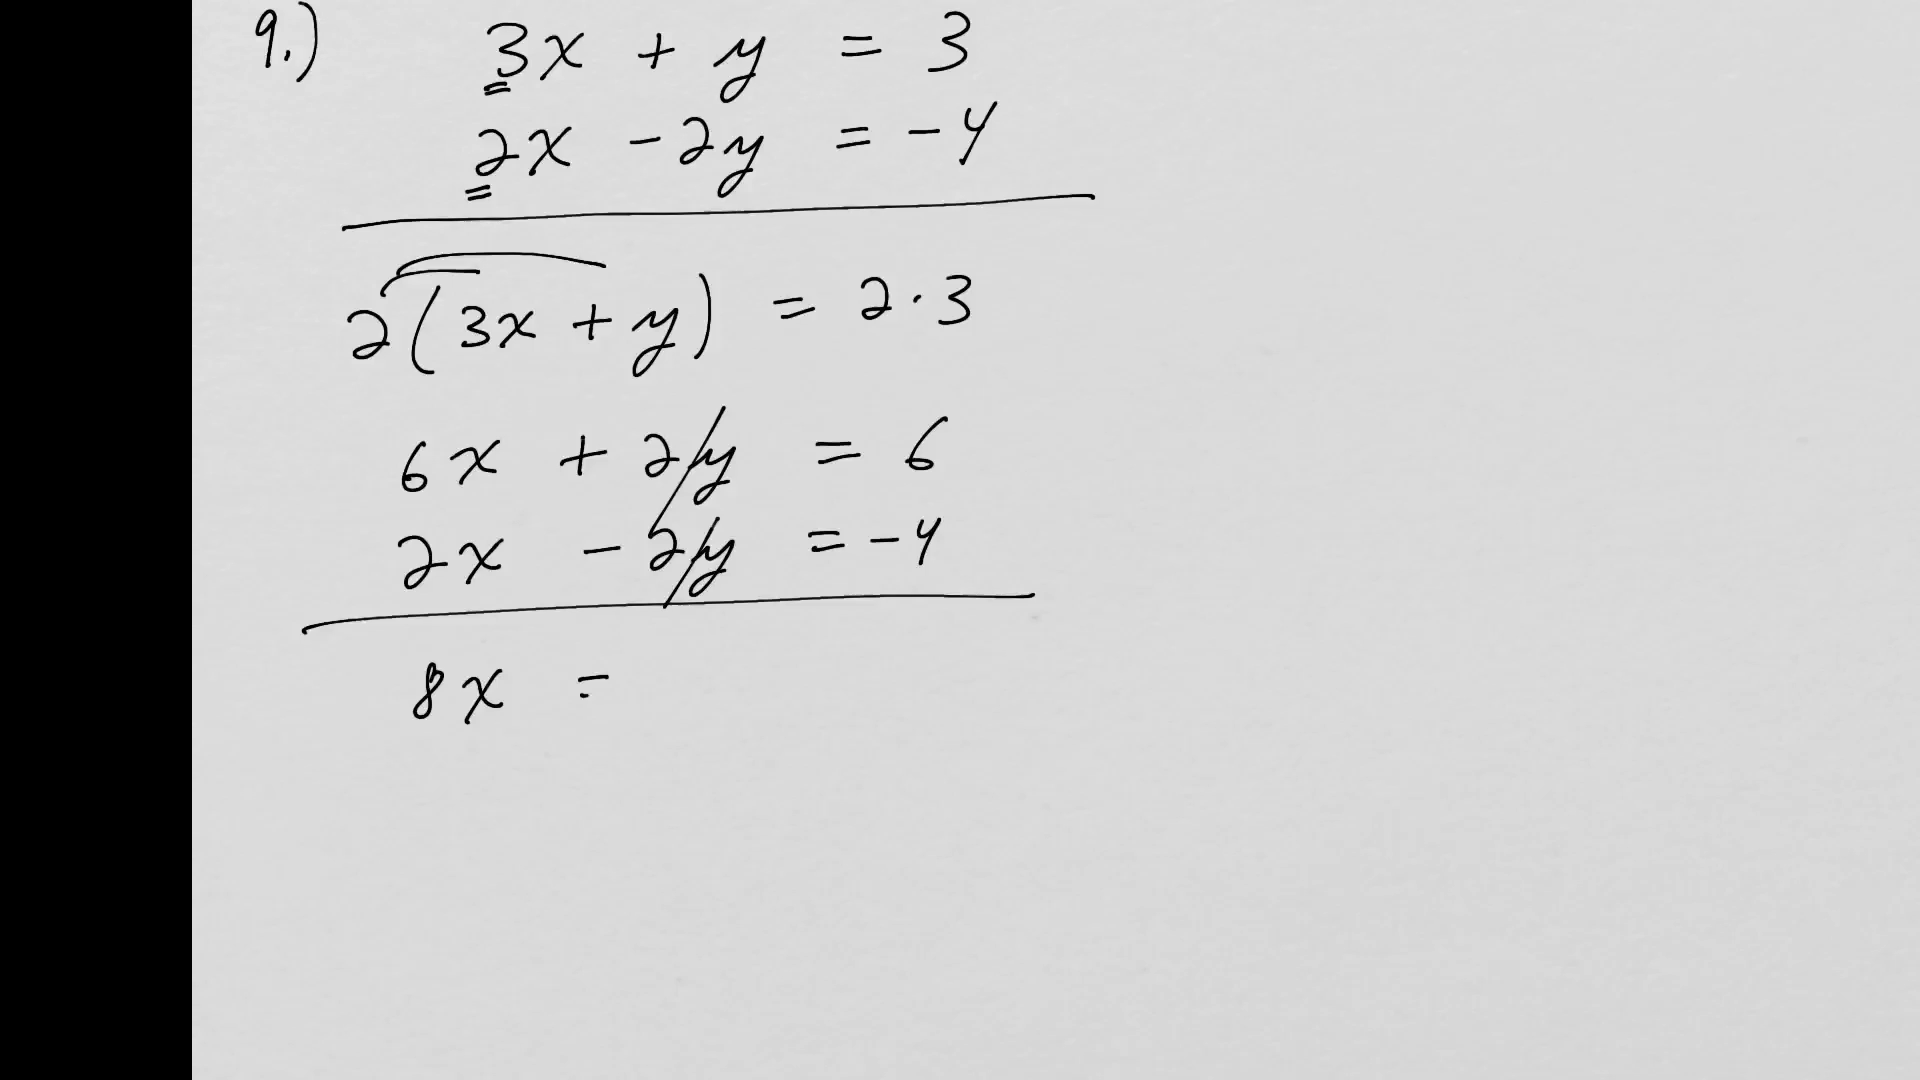 9.) 3x + y = 3
2x - 2y = -4
2(3x + y) = 2·3
6x + 2y = 6
2x - 2y = -4
8x =